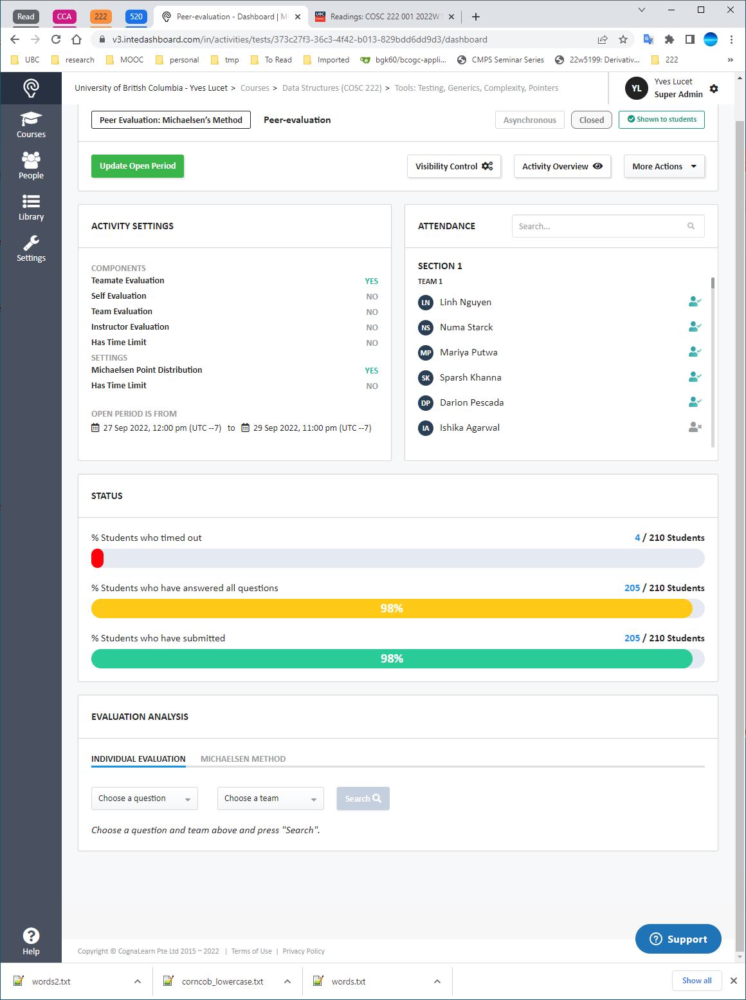 Read CCA 222 520 Peer-evaluation - Dashboard | Readings: COSC 222 001 2022W
v3.intedashboard.com/in/activities/tests/373c27f3-36c3-4f42-b013-829bdd6dd9d3/dashboard
UBC research MOOC personal tmp To Read Imported bgk60/bcogc-appli... CMPS Seminar Series 22w5199: Derivativ... 222 »
University of British Columbia - Yves Lucet > Courses > Data Structures (COSC 222) > Tools: Testing, Generics, Complexity, Pointers
YL Yves Lucet
Super Admin
Courses
People
Library
Settings
Peer Evaluation: Michaelsen's Method Peer-evaluation Asynchronous Closed Shown to students
Update Open Period Visibility Control Activity Overview More Actions
ACTIVITY SETTINGS
COMPONENTS
Teamate Evaluation YES
Self Evaluation NO
Team Evaluation NO
Instructor Evaluation NO
Has Time Limit NO
SETTINGS
Michaelsen Point Distribution YES
Has Time Limit NO
OPEN PERIOD IS FROM
27 Sep 2022, 12:00 pm (UTC --7) to 29 Sep 2022, 11:00 pm (UTC --7)
ATTENDANCE Search...
SECTION 1
TEAM 1
LN Linh Nguyen
NS Numa Starck
MP Mariya Putwa
SK Sparsh Khanna
DP Darion Pescada
IA Ishika Agarwal
STATUS
% Students who timed out 4 / 210 Students
% Students who have answered all questions 205 / 210 Students
98%
% Students who have submitted 205 / 210 Students
98%
EVALUATION ANALYSIS
INDIVIDUAL EVALUATION MICHAELSEN METHOD
Choose a question Choose a team Search
Choose a question and team above and press "Search".
Help
Copyright © CognaLearn Pte Ltd 2015 ~ 2022 | Terms of Use | Privacy Policy
Support
words2.txt corncob_lowercase.txt words.txt Show all